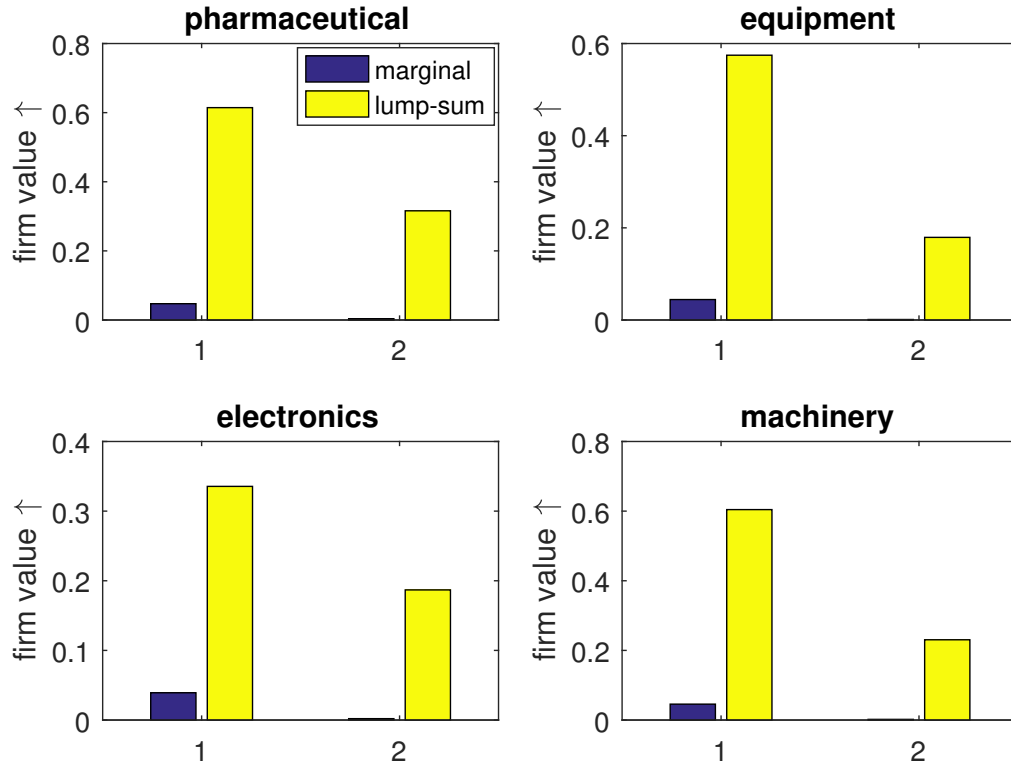 pharmaceutical
firm value ↑
0.8
0.6
0.4
0.2
0
marginal
lump-sum
1 2
equipment
firm value ↑
0.6
0.4
0.2
0
1 2
electronics
firm value ↑
0.4
0.3
0.2
0.1
0
1 2
machinery
firm value ↑
0.8
0.6
0.4
0.2
0
1 2